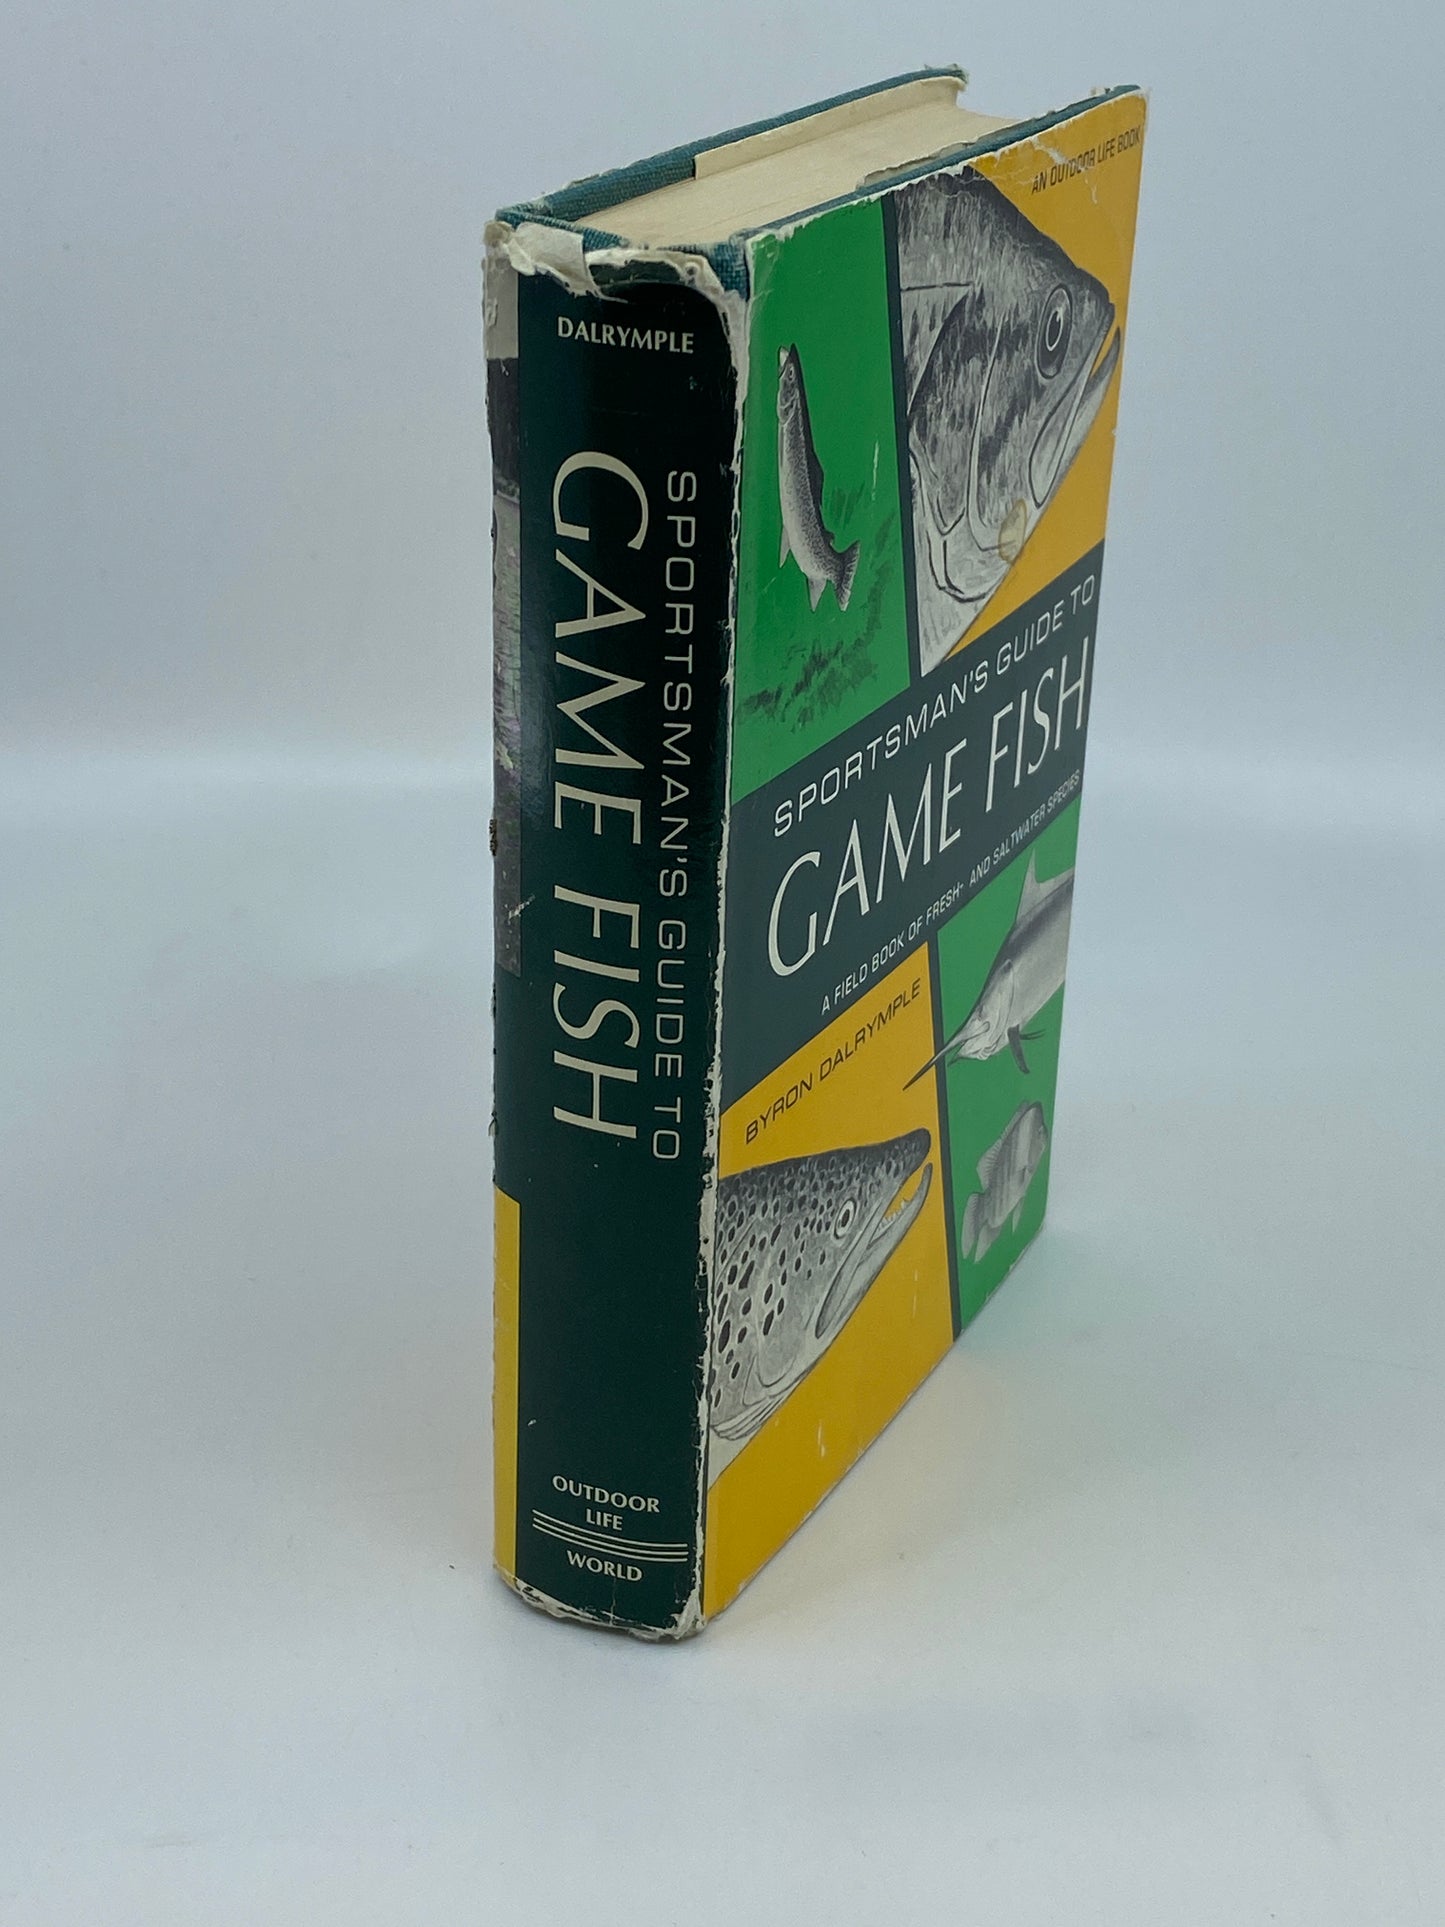 DALRYMPLE
SPORTSMAN'S GUIDE TO
GAME FISH
OUTDOOR
LIFE
WORLD
AN OUTDOOR LIFE BOOK
SPORTSMAN'S GUIDE TO
GAME FISH
A FIELD BOOK OF FRESH- AND SALTWATER SPECIES
BYRON DALRYMPLE